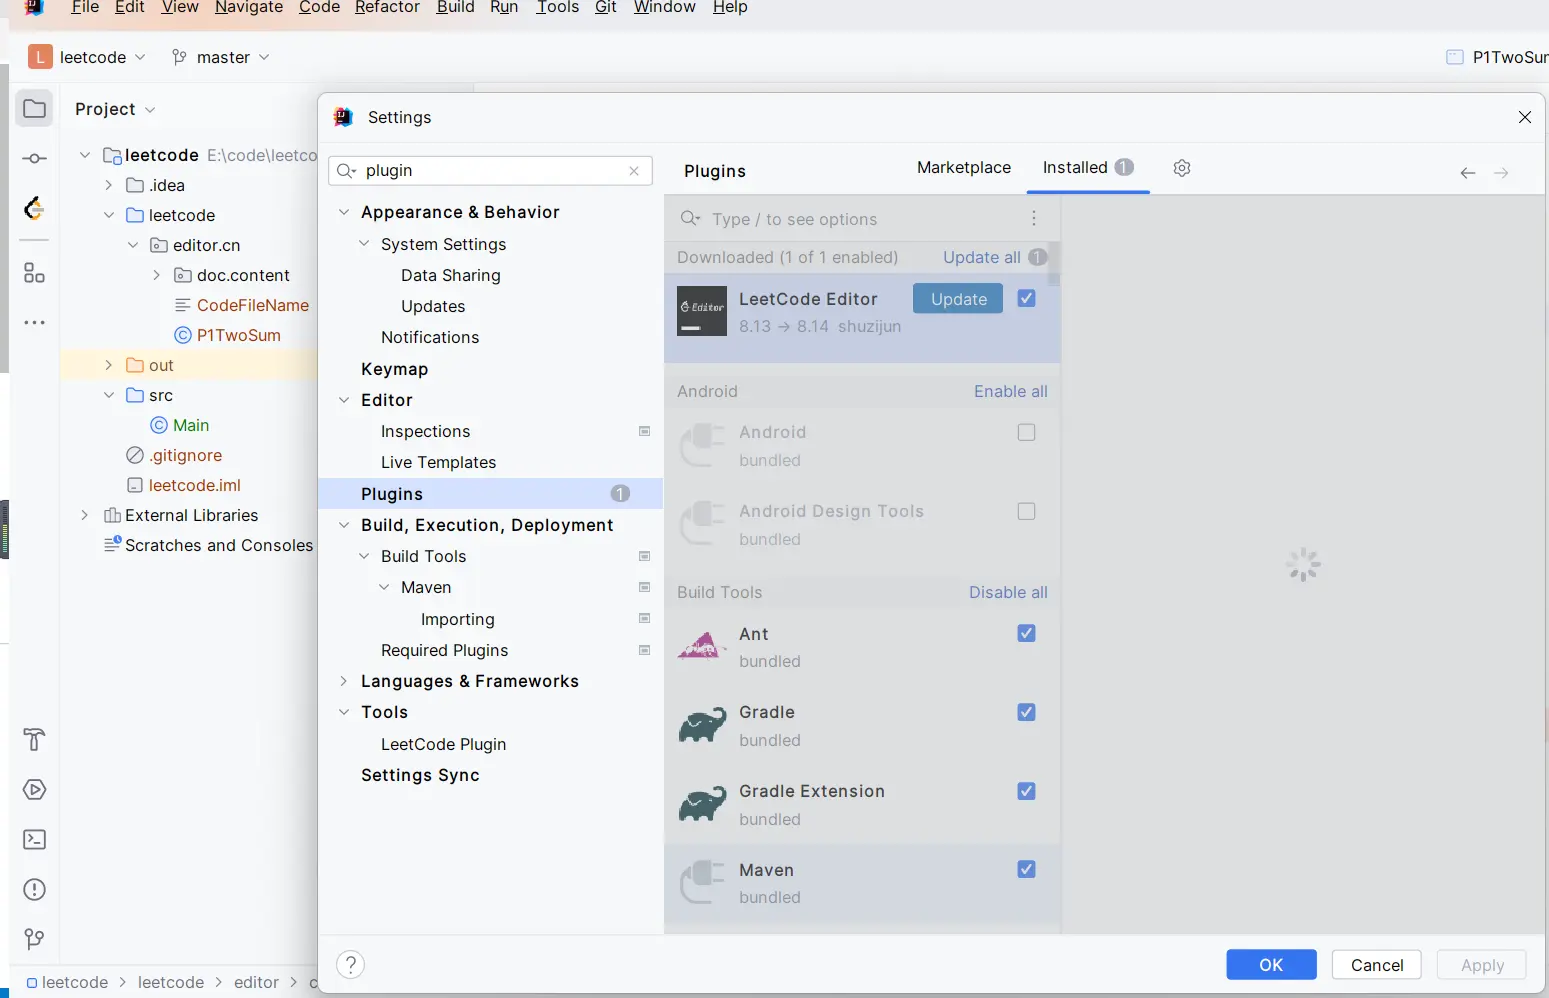 File Edit View Navigate Code Refactor Build Run Tools Git Window Help
L leetcode master P1TwoSum
Project
leetcode E:\code\leetco
.idea
leetcode
editor.cn
doc.content
CodeFileName
P1TwoSum
out
src
Main
.gitignore
leetcode.iml
External Libraries
Scratches and Consoles
Settings
plugin
Appearance & Behavior
System Settings
Data Sharing
Updates
Notifications
Keymap
Editor
Inspections
Live Templates
Plugins 1
Build, Execution, Deployment
Build Tools
Maven
Importing
Required Plugins
Languages & Frameworks
Tools
LeetCode Plugin
Settings Sync
Plugins Marketplace Installed 1
Type / to see options
Downloaded (1 of 1 enabled) Update all 1
Editor LeetCode Editor Update
8.13 → 8.14 shuzijun
Android Enable all
Android
bundled
Android Design Tools
bundled
Build Tools Disable all
Ant
bundled
Gradle
bundled
Gradle Extension
bundled
Maven
bundled
? OK Cancel Apply
leetcode > leetcode > editor > c